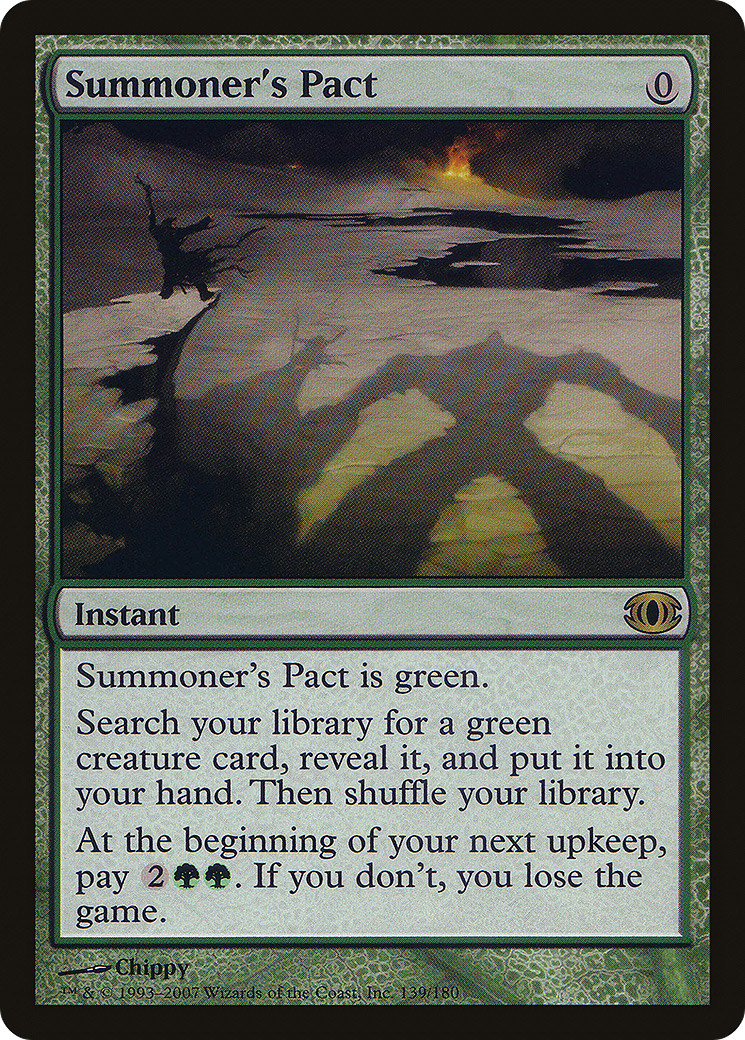 Summoner's Pact 0
Instant
Summoner's Pact is green.
Search your library for a green
creature card, reveal it, and put it into
your hand. Then shuffle your library.
At the beginning of your next upkeep,
pay 2. If you don't, you lose the
game.
Chippy
™ & © 1993–2007 Wizards of the Coast, Inc. 139/180